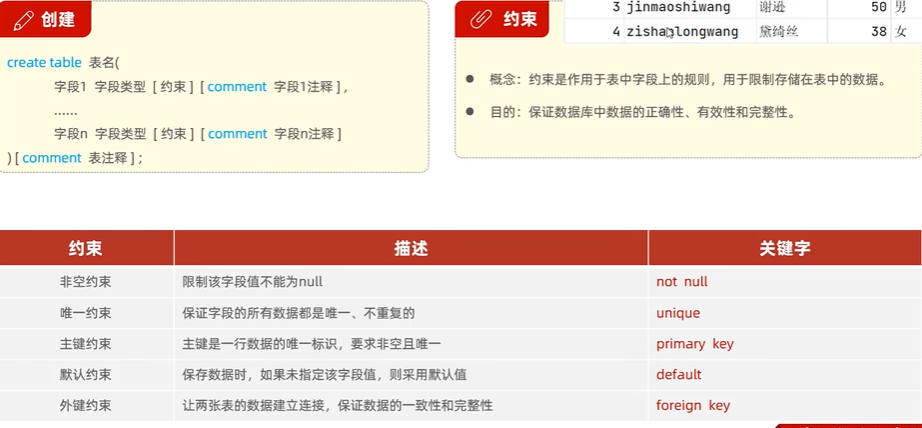 创建
create table 表名(
字段1 字段类型 [ 约束 ] [ comment 字段1注释 ] ,
......
字段n 字段类型 [ 约束 ] [ comment 字段n注释 ]
) [ comment 表注释 ] ;
约束
3 jinmaoshiwang 谢逊 50 男
4 zishanlongwang 黛绮丝 38 女
● 概念：约束是作用于表中字段上的规则，用于限制存储在表中的数据。
● 目的：保证数据库中数据的正确性、有效性和完整性。
约束 描述 关键字
非空约束 限制该字段值不能为null not null
唯一约束 保证字段的所有数据都是唯一、不重复的 unique
主键约束 主键是一行数据的唯一标识，要求非空且唯一 primary key
默认约束 保存数据时，如果未指定该字段值，则采用默认值 default
外键约束 让两张表的数据建立连接，保证数据的一致性和完整性 foreign key